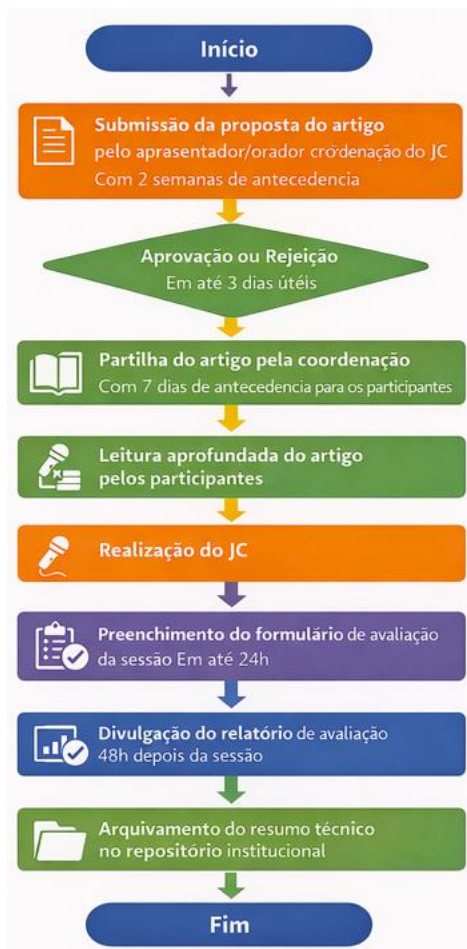 Início
Submissão da proposta do artigo
pelo aprasentador/orador crodenação do JC
Com 2 semanas de antecedencia
Aprovação ou Rejeição
Em até 3 dias útéis
Partilha do artigo pela coordenação
Com 7 dias de antecedencia para os participantes
Leitura aprofundada do artigo
pelos participantes
Realização do JC
Preenchimento do formulário de avaliação
da sessão Em até 24h
Divulgação do relatório de avaliação
48h depois da sessão
Arquivamento do resumo técnico
no repositório institucional
Fim